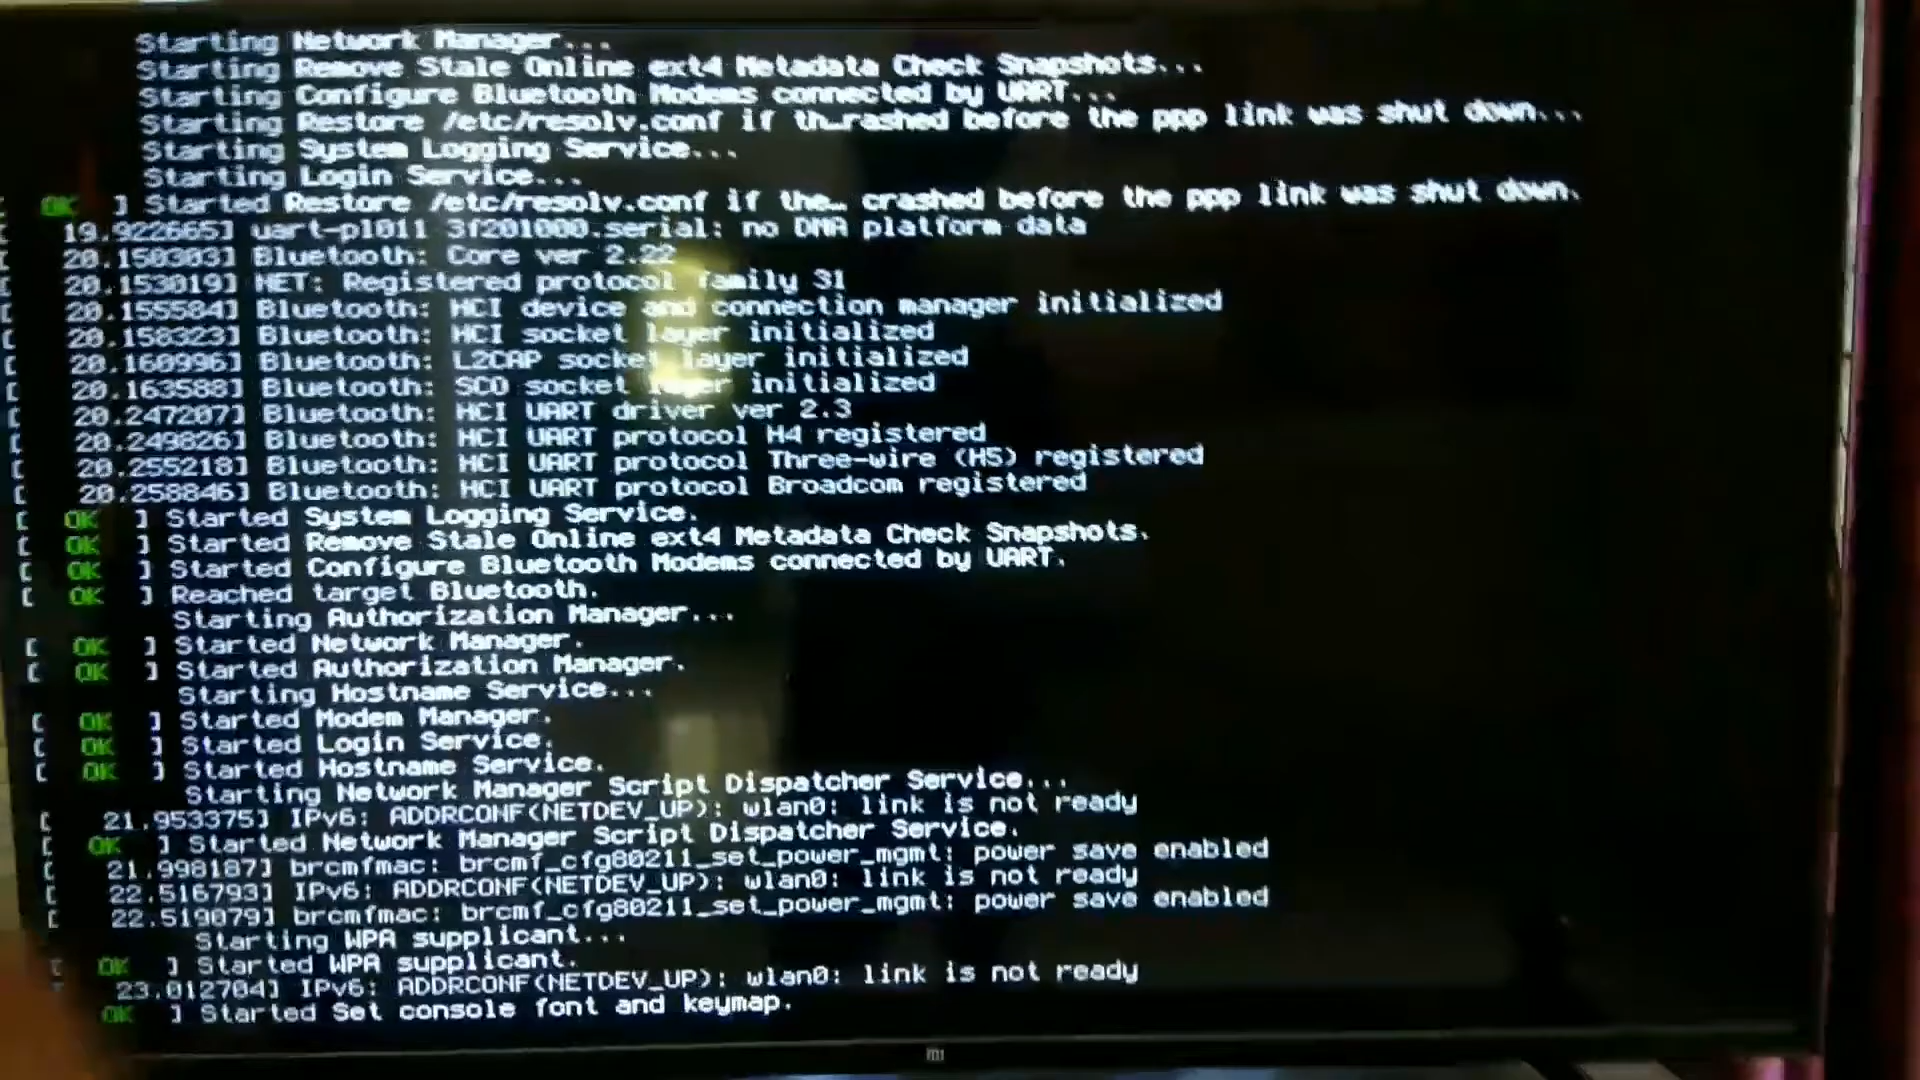 Starting Network Manager...
Starting Remove Stale Online ext4 Metadata Check Snapshots...
Starting Configure Bluetooth Modems connected by UART...
Starting Restore /etc/resolv.conf if th…rashed before the ppp link was shut down...
Starting System Logging Service...
Starting Login Service...
[ OK ] Started Restore /etc/resolv.conf if the… crashed before the ppp link was shut down.
[ 19.922665] uart-pl011 3f201000.serial: no DMA platform data
[ 20.150303] Bluetooth: Core ver 2.22
[ 20.153019] NET: Registered protocol family 31
[ 20.155584] Bluetooth: HCI device and connection manager initialized
[ 20.158323] Bluetooth: HCI socket layer initialized
[ 20.160996] Bluetooth: L2CAP socket layer initialized
[ 20.163588] Bluetooth: SCO socket layer initialized
[ 20.247207] Bluetooth: HCI UART driver ver 2.3
[ 20.249826] Bluetooth: HCI UART protocol H4 registered
[ 20.255218] Bluetooth: HCI UART protocol Three-wire (H5) registered
[ 20.258846] Bluetooth: HCI UART protocol Broadcom registered
[ OK ] Started System Logging Service.
[ OK ] Started Remove Stale Online ext4 Metadata Check Snapshots.
[ OK ] Started Configure Bluetooth Modems connected by UART.
[ OK ] Reached target Bluetooth.
Starting Authorization Manager...
[ OK ] Started Network Manager.
[ OK ] Started Authorization Manager.
Starting Hostname Service...
[ OK ] Started Modem Manager.
[ OK ] Started Login Service.
[ OK ] Started Hostname Service.
Starting Network Manager Script Dispatcher Service...
[ 21.953375] IPv6: ADDRCONF(NETDEV_UP): wlan0: link is not ready
[ OK ] Started Network Manager Script Dispatcher Service.
[ 21.998187] brcmfmac: brcmf_cfg80211_set_power_mgmt: power save enabled
[ 22.516793] IPv6: ADDRCONF(NETDEV_UP): wlan0: link is not ready
[ 22.519079] brcmfmac: brcmf_cfg80211_set_power_mgmt: power save enabled
Starting WPA supplicant...
[ OK ] Started WPA supplicant.
[ 23.012704] IPv6: ADDRCONF(NETDEV_UP): wlan0: link is not ready
OK ] Started Set console font and keymap.
mi